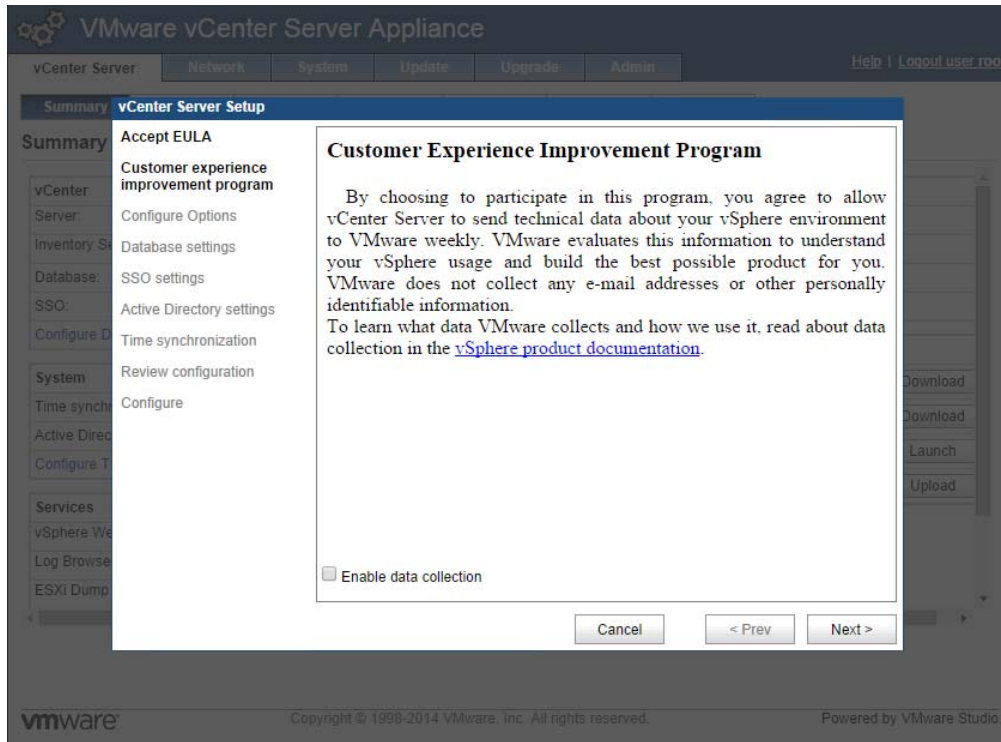 VMware vCenter Server Appliance
vCenter Server Network System Update Upgrade Admin Help | Logout user roo
Summary
vCenter Server Setup
Summary
Accept EULA
Customer experience
improvement program
Configure Options
Database settings
SSO settings
Active Directory settings
Time synchronization
Review configuration
Configure
Customer Experience Improvement Program
By choosing to participate in this program, you agree to allow
vCenter Server to send technical data about your vSphere environment
to VMware weekly. VMware evaluates this information to understand
your vSphere usage and build the best possible product for you.
VMware does not collect any e-mail addresses or other personally
identifiable information.
To learn what data VMware collects and how we use it, read about data
collection in the vSphere product documentation.
Enable data collection
Cancel < Prev Next >
vCenter
Server:
Inventory Se
Database:
SSO:
Configure D
System
Time synchr
Active Direc
Configure T
Services
vSphere We
Log Browse
ESXi Dump
Download
Download
Launch
Upload
vmware Copyright © 1998-2014 VMware, Inc. All rights reserved. Powered by VMware Studio